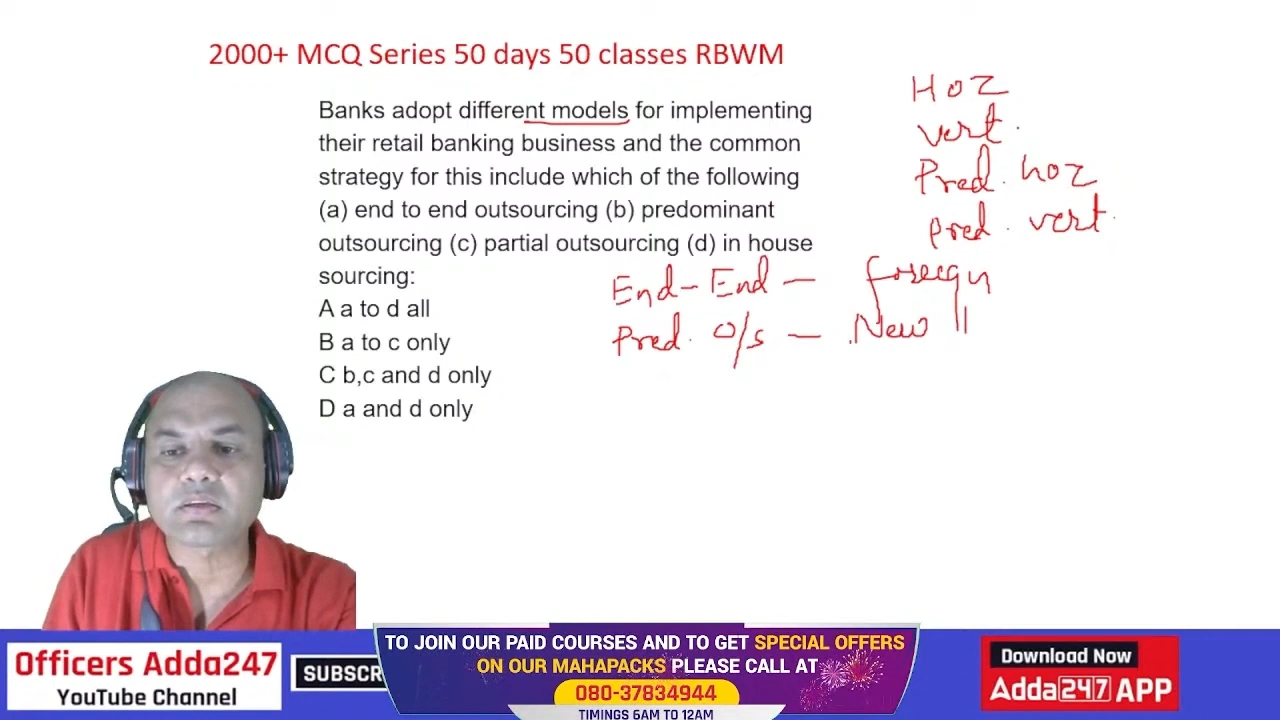 2000+ MCQ Series 50 days 50 classes RBWM
Banks adopt different models for implementing
their retail banking business and the common
strategy for this include which of the following
(a) end to end outsourcing (b) predominant
outsourcing (c) partial outsourcing (d) in house
sourcing:
A a to d all
B a to c only
C b,c and d only
D a and d only
Hoz
vert.
Pred. hoz
pred. vert.
End-End - foreign
Pred. o/s - New
Officers Adda247
YouTube Channel
SUBSCR
TO JOIN OUR PAID COURSES AND TO GET SPECIAL OFFERS
ON OUR MAHAPACKS PLEASE CALL AT
080-37834944
TIMINGS 6AM TO 12AM
Download Now
Adda247 APP